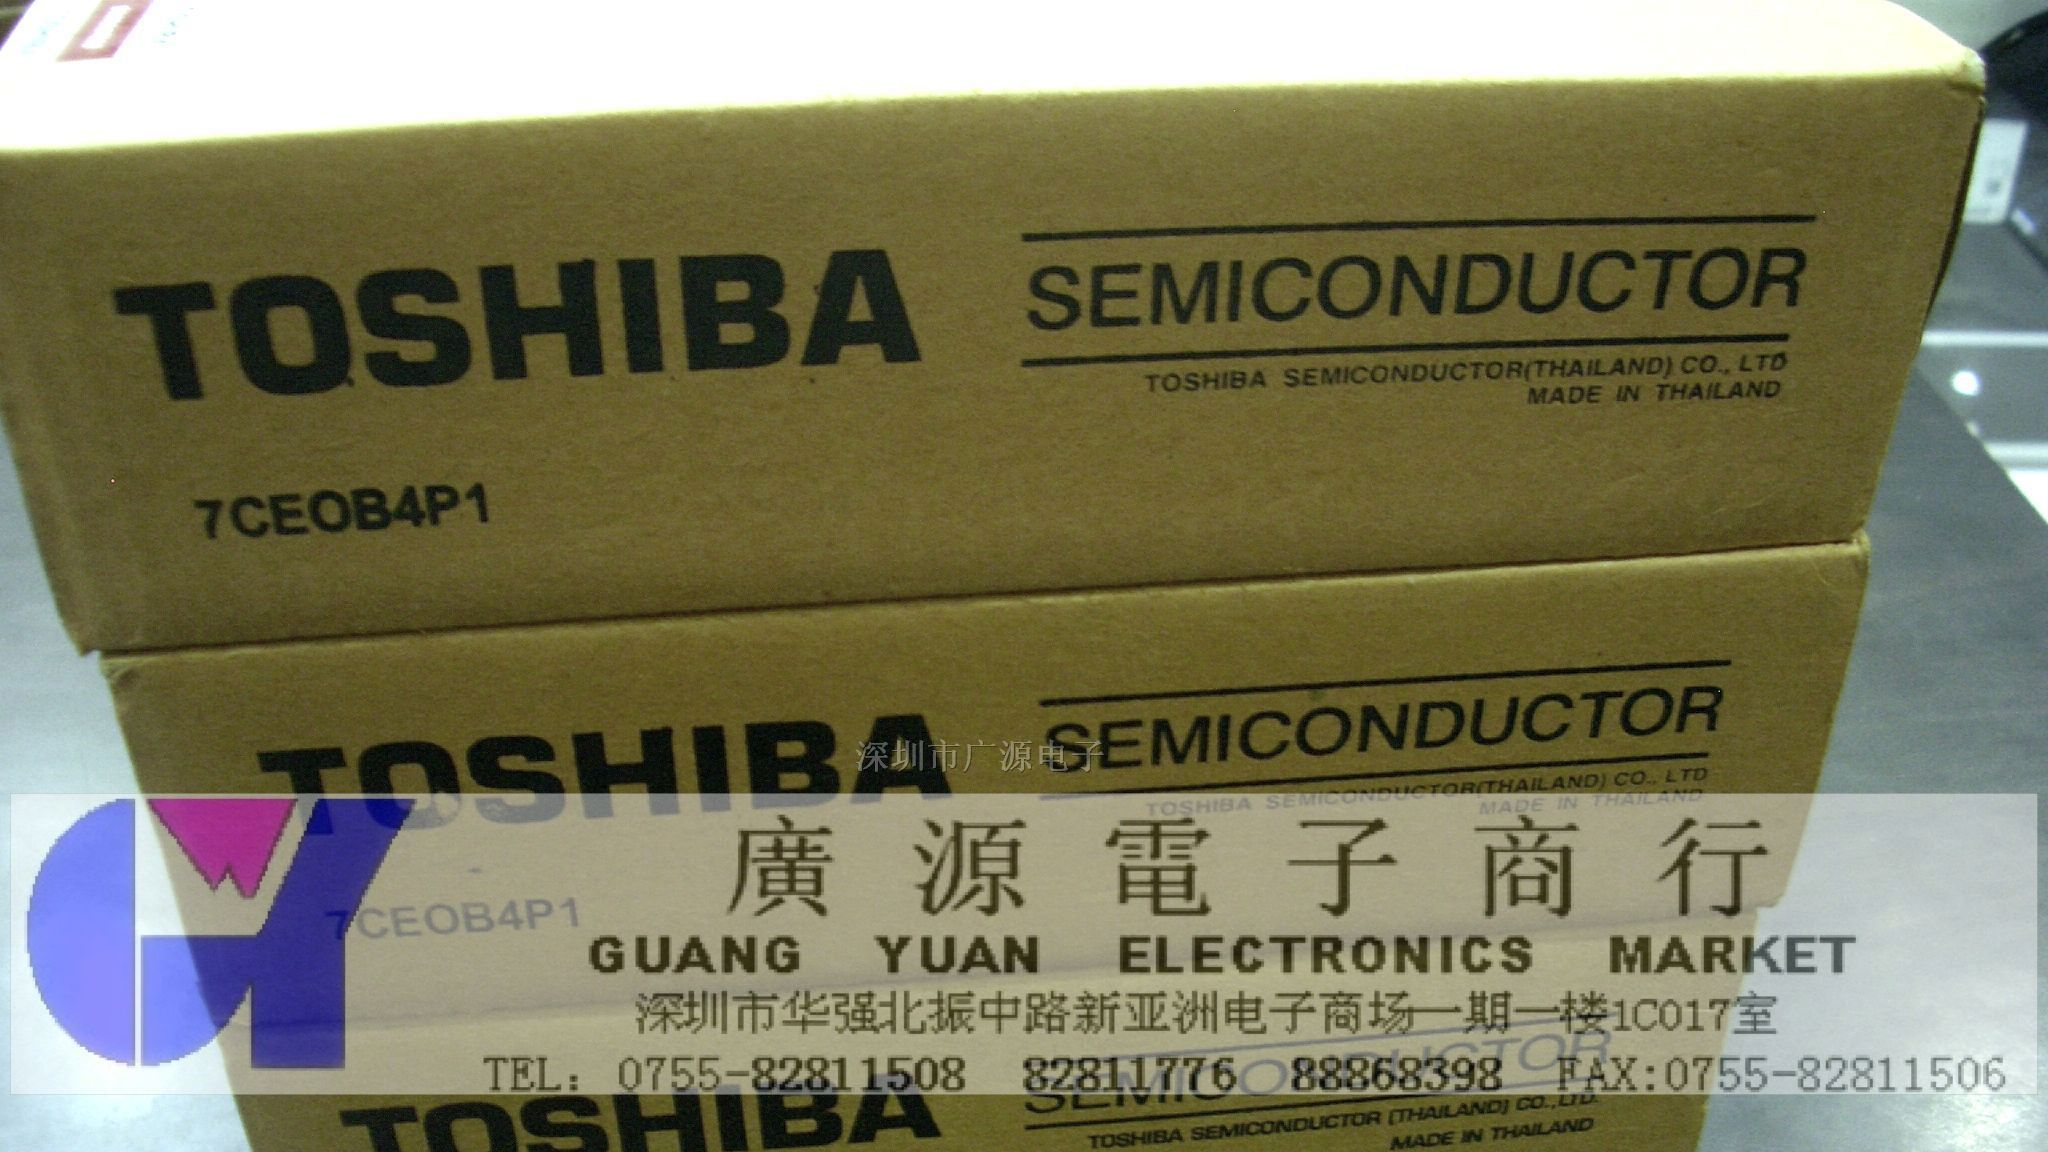 TOSHIBA
SEMICONDUCTOR
TOSHIBA SEMICONDUCTOR(THAILAND) CO., LTD
MADE IN THAILAND
7CEOB4P1
TOSHIBA
SEMICONDUCTOR
深圳市广源电子
TOSHIBA SEMICONDUCTOR(THAILAND) CO., LTD
MADE IN THAILAND
廣源電子商行
7CEOB4P1
GUANG YUAN ELECTRONICS MARKET
深圳市华强北振中路新亚洲电子商场一期一楼1C017室
SEMICONDUCTOR
TEL: 0755-82811508 82811776 88868398 FAX:0755-82811506
TOSHIBA
TOSHIBA SEMICONDUCTOR (THAILAND) CO.,LTD.
MADE IN THAILAND